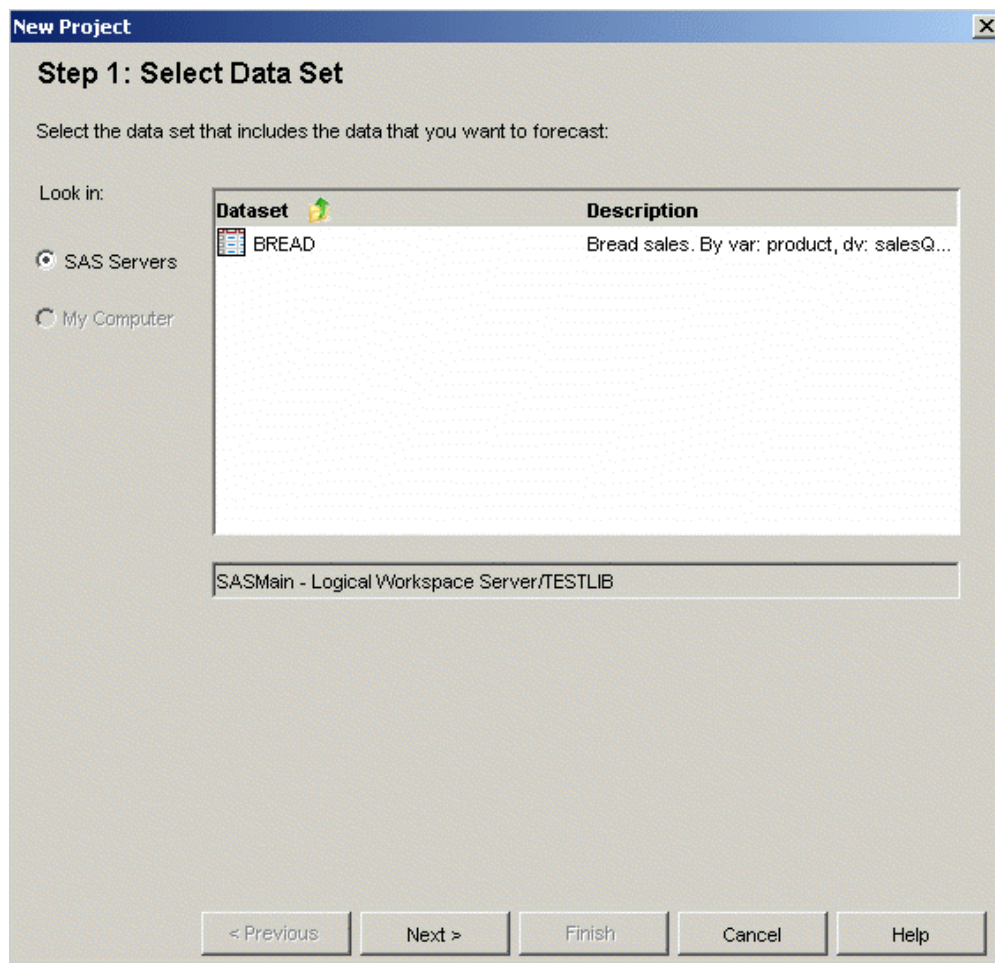 New Project
Step 1: Select Data Set
Select the data set that includes the data that you want to forecast:
Look in:
Dataset Description
BREAD Bread sales. By var: product, dv: salesQ...
SAS Servers
My Computer
SASMain - Logical Workspace Server/TESTLIB
< Previous Next > Finish Cancel Help